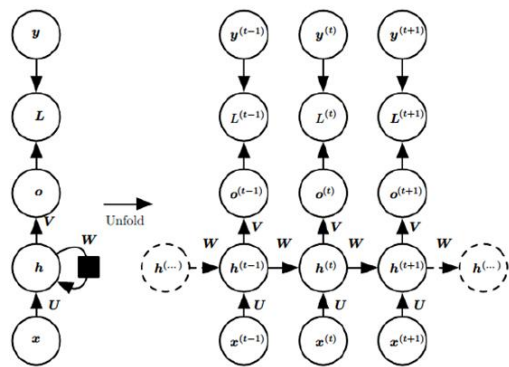 y y^(t-1) y^(t) y^(t+1)
L L^(t-1) L^(t) L^(t+1)
o o^(t-1) o^(t) o^(t+1)
Unfold
V V V V
W W W W W
h h^(...) h^(t-1) h^(t) h^(t+1) h^(...)
U U U U
x x^(t-1) x^(t) x^(t+1)